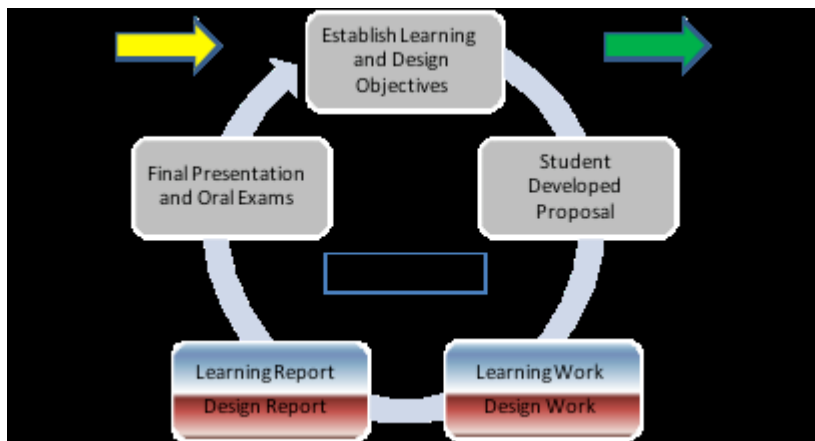 Establish Learning
and Design
Objectives
Final Presentation
and Oral Exams
Student
Developed
Proposal
Learning Report
Design Report
Learning Work
Design Work